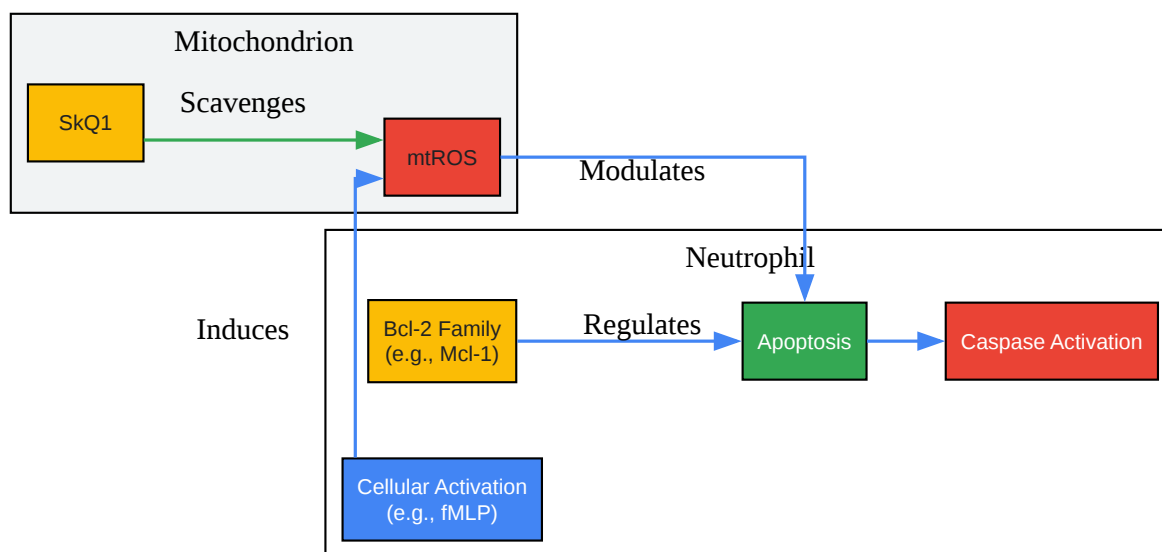 Mitochondrion
Scavenges
SkQ1
mtROS
Modulates
Neutrophil
Induces
Bcl-2 Family
(e.g., Mcl-1)
Regulates
Apoptosis
Caspase Activation
Cellular Activation
(e.g., fMLP)